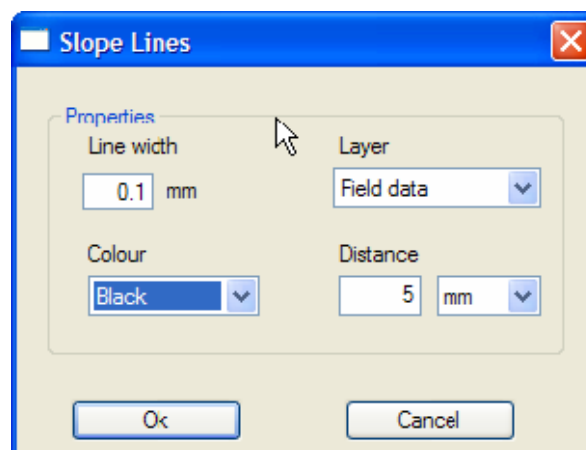 Slope Lines
Properties
Line width
Layer
0.1 mm
Field data
Colour
Distance
Black
5 mm
Ok
Cancel